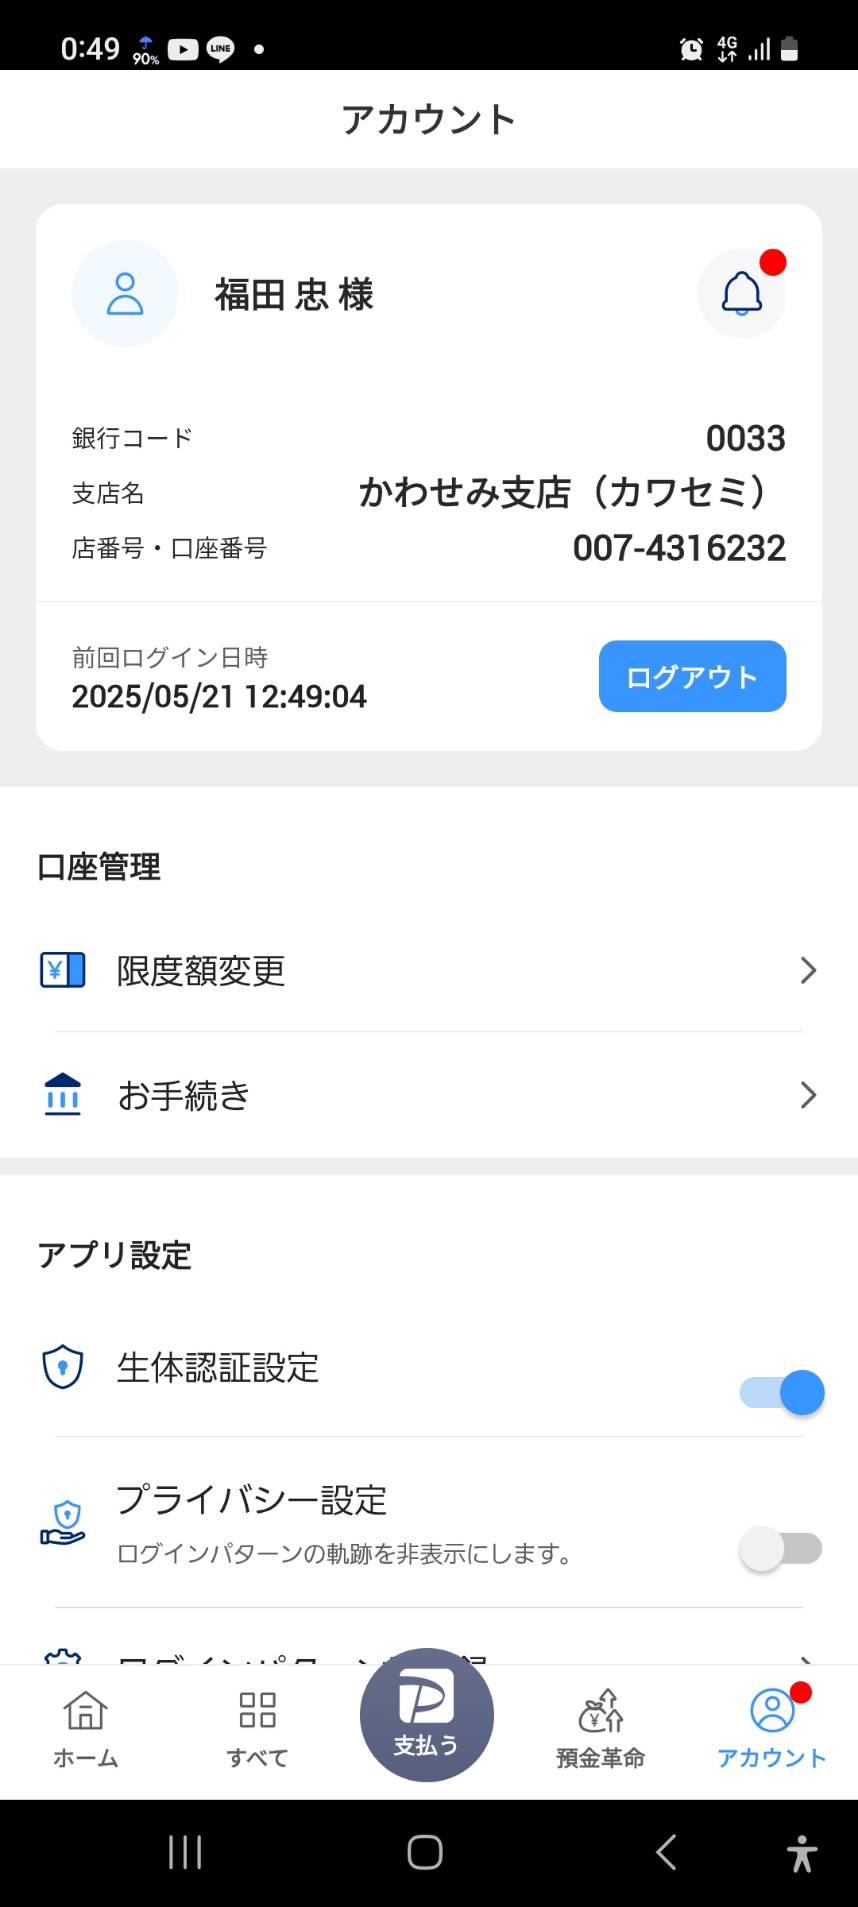 0:49
90%
LINE
4G
アカウント
福田 忠 様
銀行コード 0033
支店名 かわせみ支店（カワセミ）
店番号・口座番号 007-4316232
前回ログイン日時
2025/05/21 12:49:04
ログアウト
口座管理
限度額変更
お手続き
アプリ設定
生体認証設定
プライバシー設定
ログインパターンの軌跡を非表示にします。
ホーム
すべて
支払う
預金革命
アカウント